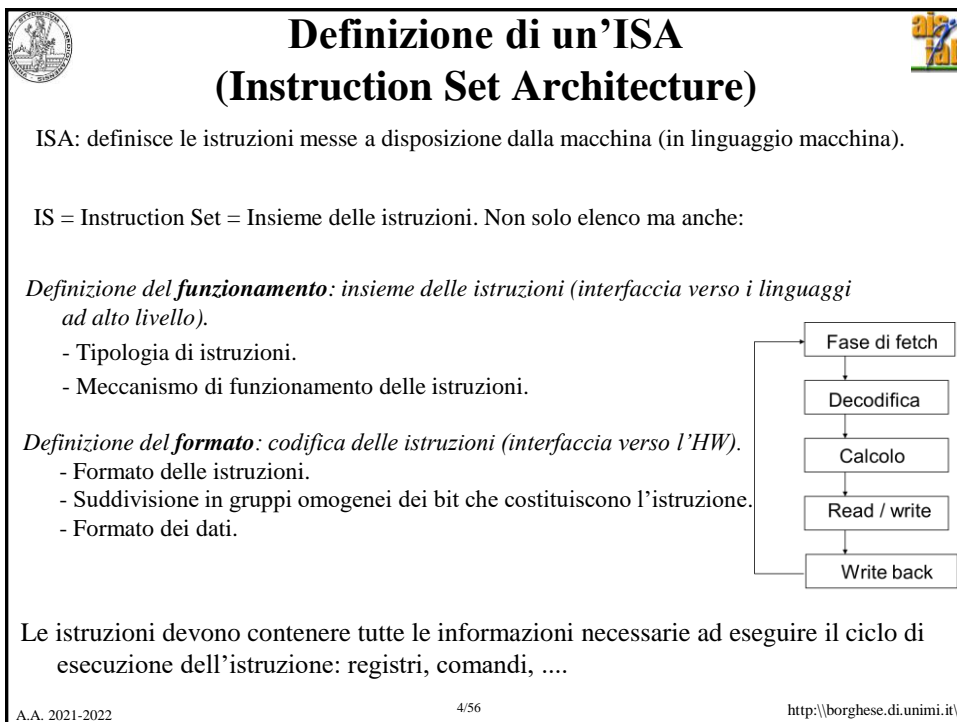 Definizione di un’ISA
(Instruction Set Architecture)
ISA: definisce le istruzioni messe a disposizione dalla macchina (in linguaggio macchina).
IS = Instruction Set = Insieme delle istruzioni. Non solo elenco ma anche:
Definizione del funzionamento: insieme delle istruzioni (interfaccia verso i linguaggi
ad alto livello).
- Tipologia di istruzioni.
- Meccanismo di funzionamento delle istruzioni.
Definizione del formato: codifica delle istruzioni (interfaccia verso l’HW).
- Formato delle istruzioni.
- Suddivisione in gruppi omogenei dei bit che costituiscono l’istruzione.
- Formato dei dati.
Fase di fetch
Decodifica
Calcolo
Read / write
Write back
Le istruzioni devono contenere tutte le informazioni necessarie ad eseguire il ciclo di
esecuzione dell’istruzione: registri, comandi, ....
A.A. 2021-2022
4/56
http:\\borghese.di.unimi.it\